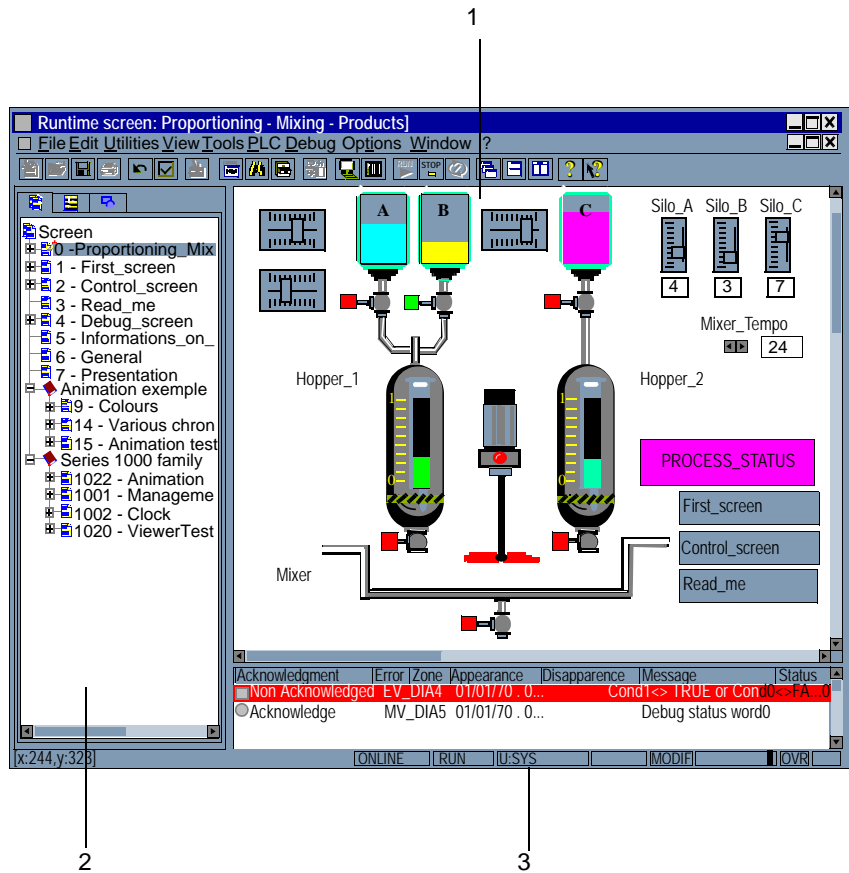 1
Runtime screen: Proportioning - Mixing - Products]
File Edit Utilities View Tools PLC Debug Options Window ?
RUN STOP ? ?
A B C
Silo_A Silo_B Silo_C
4 3 7
Mixer_Tempo
24
Screen
0 -Proportioning_Mix
1 - First_screen
2 - Control_screen
3 - Read_me
4 - Debug_screen
5 - Informations_on_
6 - General
7 - Presentation
Animation exemple
9 - Colours
14 - Various chron
15 - Animation test
Series 1000 family
1022 - Animation
1001 - Manageme
1002 - Clock
1020 - ViewerTest
Hopper_1
Hopper_2
1 1
0 0
PROCESS_STATUS
First_screen
Control_screen
Read_me
Mixer
Acknowledgment Error Zone Appearance Disapparence Message Status
Non Acknowledged EV_DIA4 01/01/70 . 0... Cond1<> TRUE or Cond0<>FA...0
Acknowledge MV_DIA5 01/01/70 . 0... Debug status word0
[x:244,y:323] ONLINE RUN U:SYS MODIF OVR
2
3